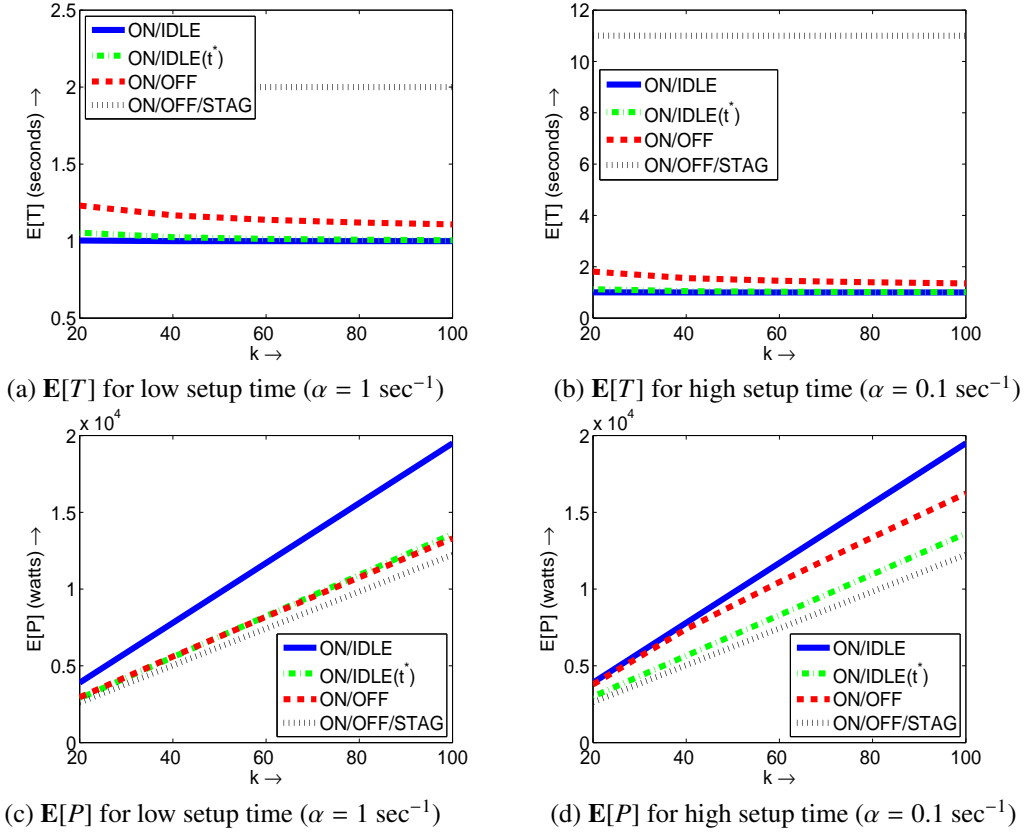 2.5
2
1.5
1
0.5
E[T] (seconds) →
ON/IDLE
ON/IDLE(t*)
ON/OFF
ON/OFF/STAG
20 40 60 80 100
k →
(a) E[T] for low setup time (α = 1 sec⁻¹)
12
10
8
6
4
2
0
E[T] (seconds) →
ON/IDLE
ON/IDLE(t*)
ON/OFF
ON/OFF/STAG
20 40 60 80 100
k →
(b) E[T] for high setup time (α = 0.1 sec⁻¹)
x 10⁴
2
1.5
1
0.5
0
E[P] (watts) →
ON/IDLE
ON/IDLE(t*)
ON/OFF
ON/OFF/STAG
20 40 60 80 100
k →
(c) E[P] for low setup time (α = 1 sec⁻¹)
x 10⁴
2
1.5
1
0.5
0
E[P] (watts) →
ON/IDLE
ON/IDLE(t*)
ON/OFF
ON/OFF/STAG
20 40 60 80 100
k →
(d) E[P] for high setup time (α = 0.1 sec⁻¹)